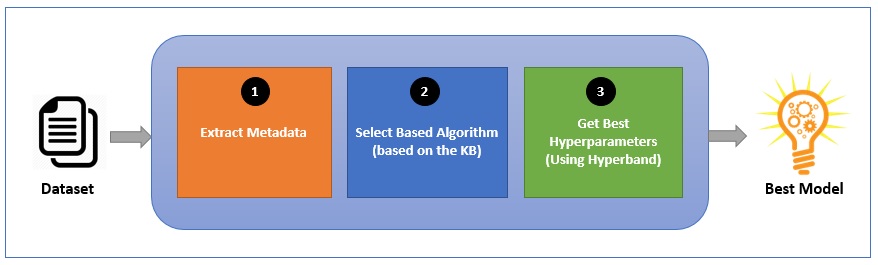 Dataset
1
Extract Metadata
2
Select Based Algorithm
(based on the KB)
3
Get Best
Hyperparameters
(Using Hyperband)
Best Model